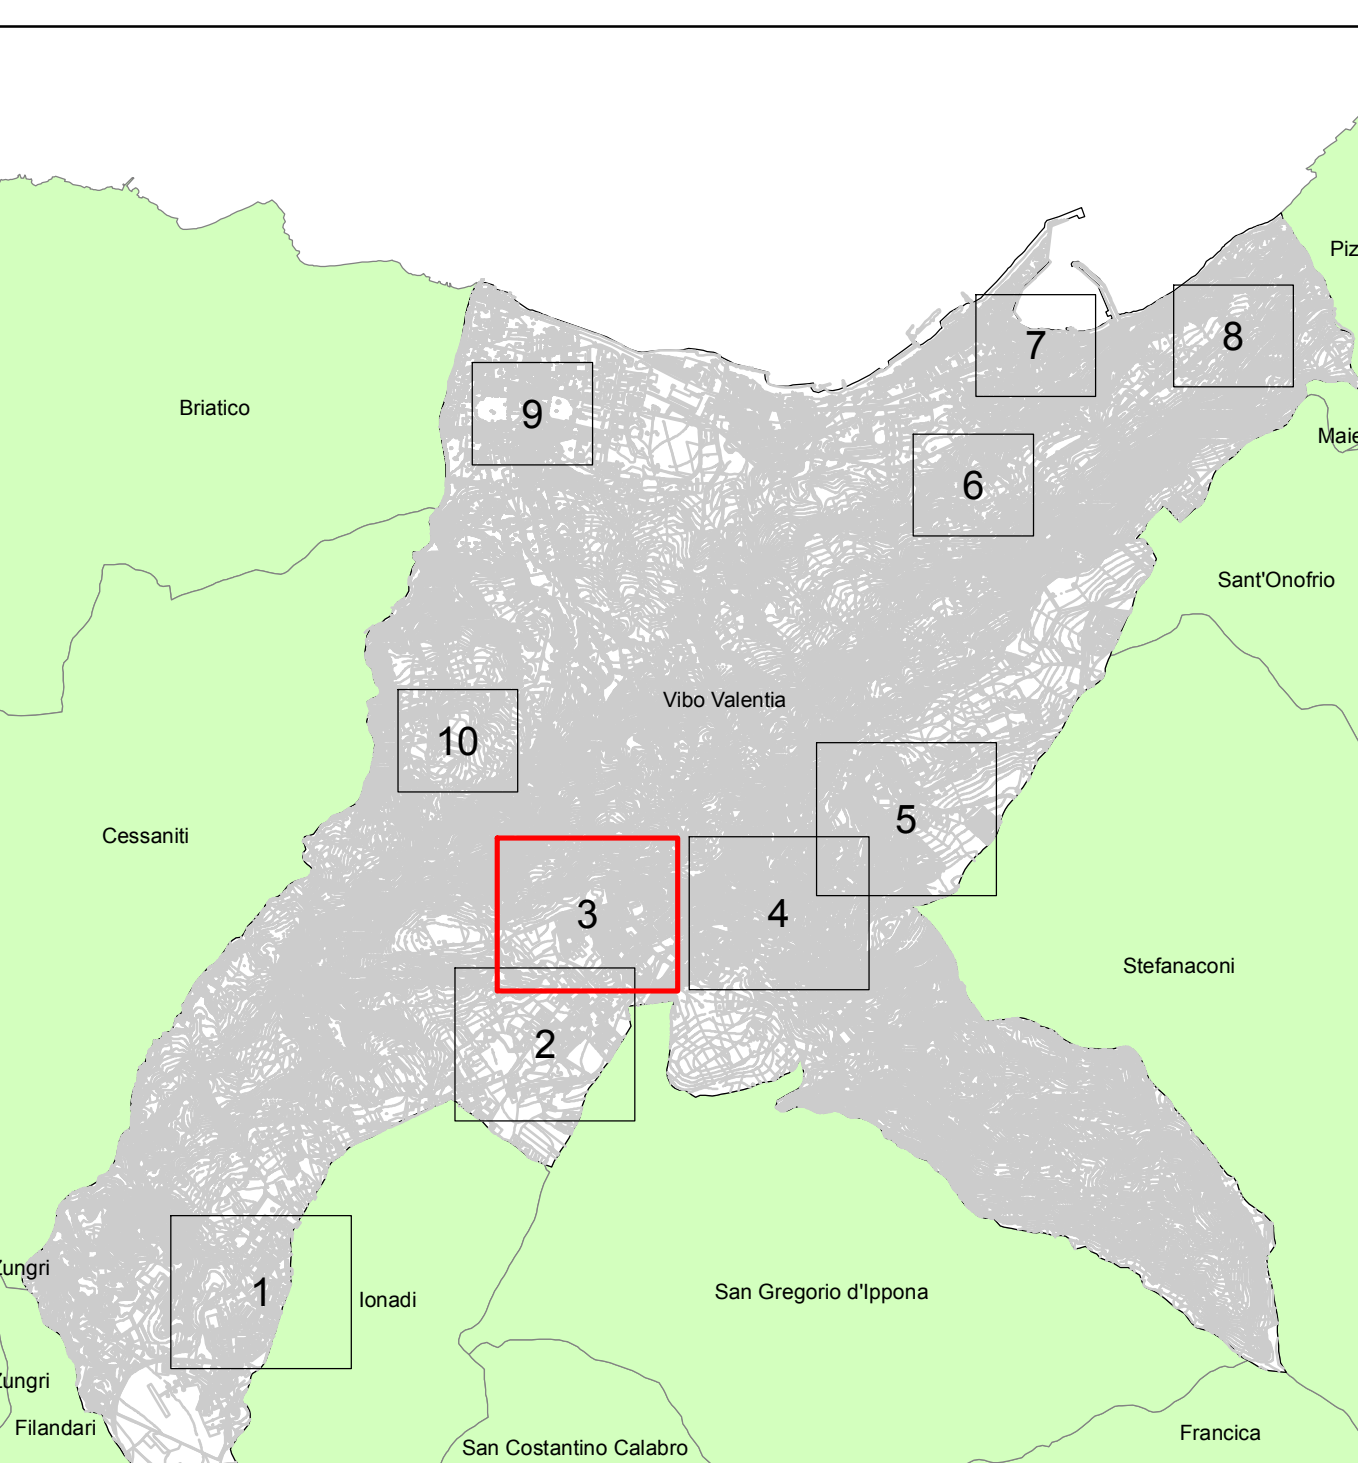 Piz
8
7
Briatico
9
Maie
6
Sant'Onofrio
Vibo Valentia
10
5
Cessaniti
3
4
Stefanaconi
2
Zungri
1
Ionadi
San Gregorio d'Ippona
Zungri
Filandari
Francica
San Costantino Calabro